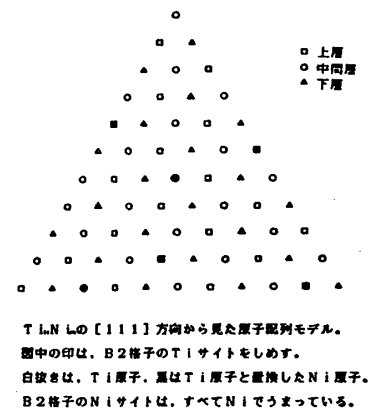 上層
中間層
下層
の[111]方向から見た原子配列モデル。
図中の印は、B2格子のTiサイトをしめす。
白抜きは、Ti原子、黒はTi原子と置換したNi原子。
B2格子のNiサイトは、すべてNiでうまっている。